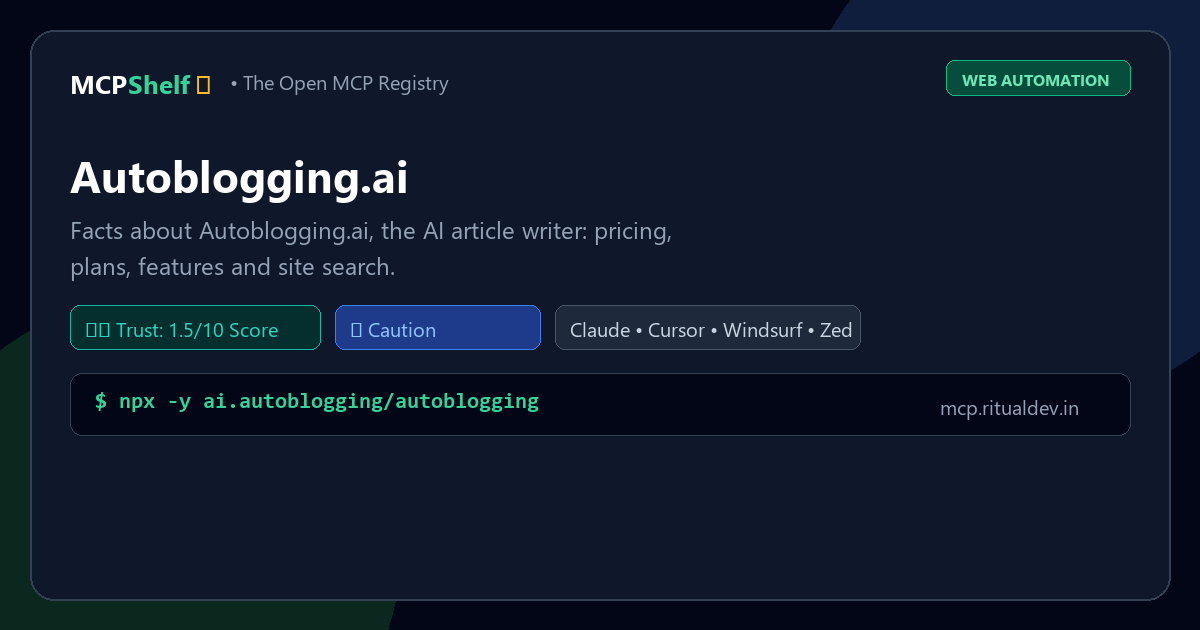 MCPShelf • The Open MCP Registry
WEB AUTOMATION
Autoblogging.ai
Facts about Autoblogging.ai, the AI article writer: pricing,
plans, features and site search.
Trust: 1.5/10 Score
Caution
Claude • Cursor • Windsurf • Zed
$ npx -y ai.autoblogging/autoblogging
mcp.ritualdev.in